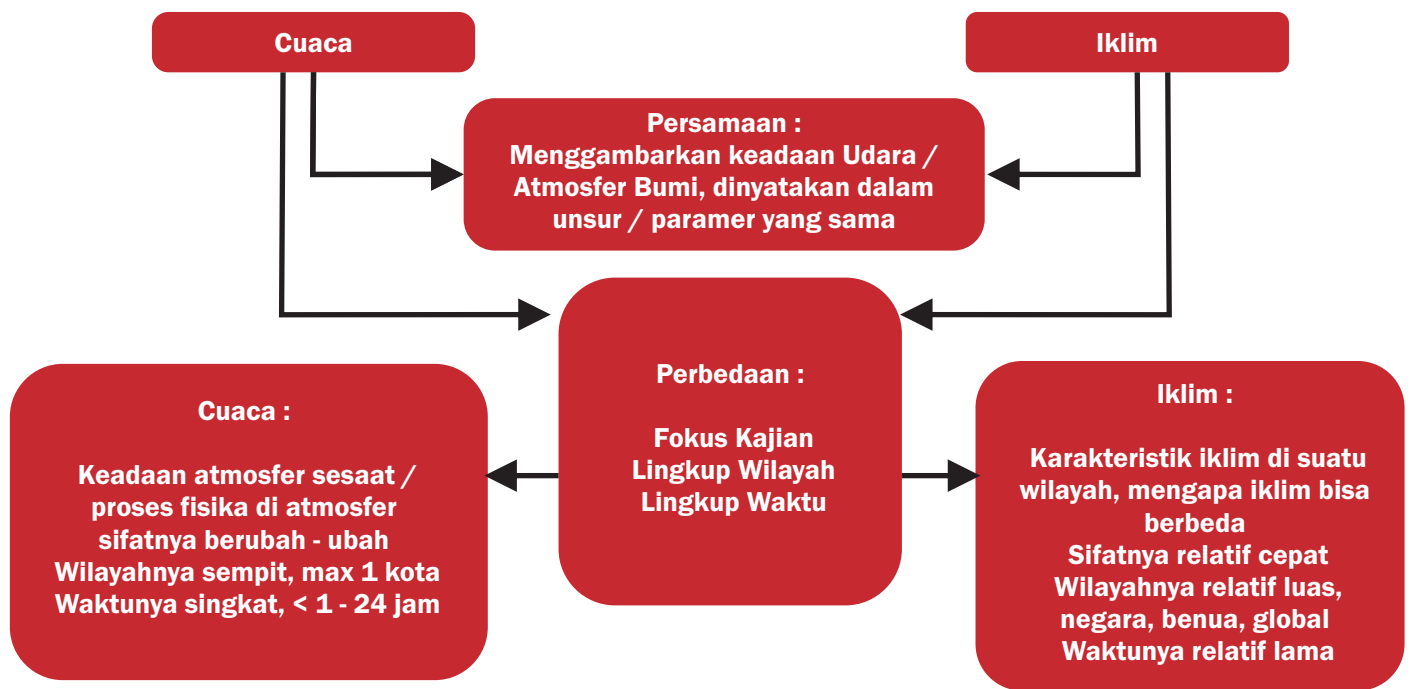 Cuaca
Iklim
Persamaan :
Menggambarkan keadaan Udara /
Atmosfer Bumi, dinyatakan dalam
unsur / paramer yang sama
Perbedaan :
Fokus Kajian
Lingkup Wilayah
Lingkup Waktu
Cuaca :
Keadaan atmosfer sesaat /
proses fisika di atmosfer
sifatnya berubah - ubah
Wilayahnya sempit, max 1 kota
Waktunya singkat, < 1 - 24 jam
Iklim :
Karakteristik iklim di suatu
wilayah, mengapa iklim bisa
berbeda
Sifatnya relatif cepat
Wilayahnya relatif luas,
negara, benua, global
Waktunya relatif lama